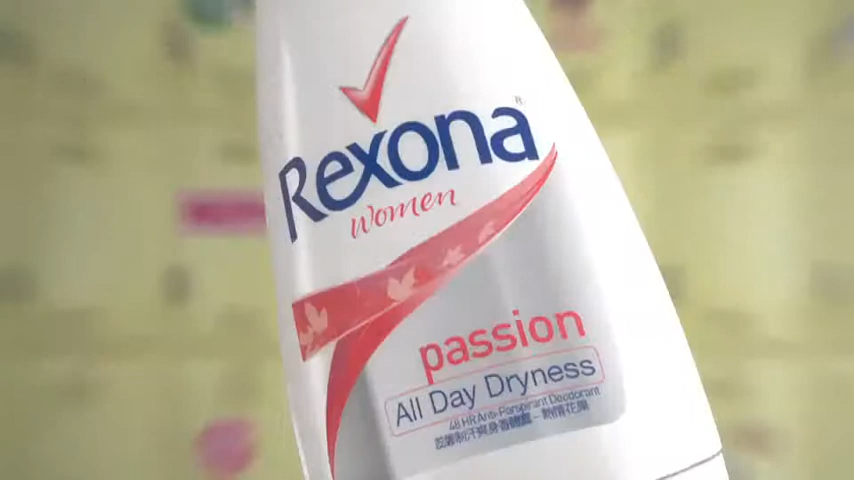 Rexona®
women
passion
All Day Dryness
48 HR Anti-Perspirant Deodorant